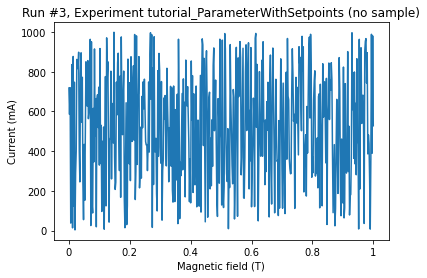 Run #3, Experiment tutorial_ParameterWithSetpoints (no sample)
1000
800
600
400
200
0
Current (mA)
0 0.2 0.4 0.6 0.8 1
Magnetic field (T)